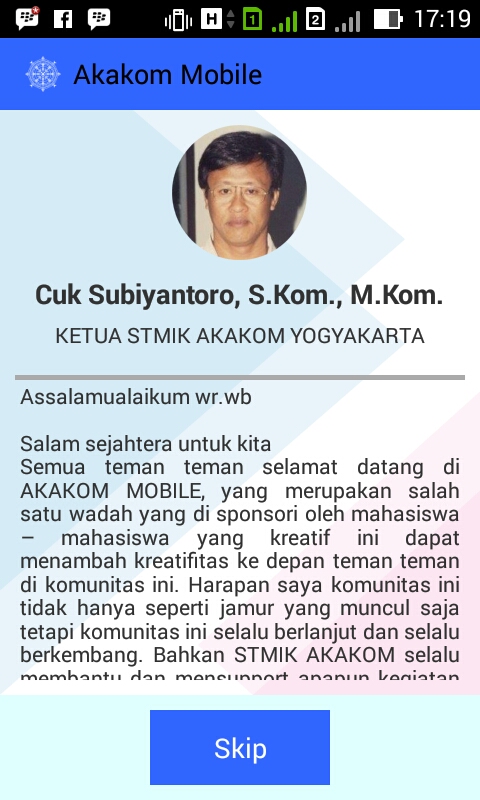 H 1 2 17:19
Akakom Mobile
Cuk Subiyantoro, S.Kom., M.Kom.
KETUA STMIK AKAKOM YOGYAKARTA
Assalamualaikum wr.wb
Salam sejahtera untuk kita
Semua teman teman selamat datang di
AKAKOM MOBILE, yang merupakan salah
satu wadah yang di sponsori oleh mahasiswa
– mahasiswa yang kreatif ini dapat
menambah kreatifitas ke depan teman teman
di komunitas ini. Harapan saya komunitas ini
tidak hanya seperti jamur yang muncul saja
tetapi komunitas ini selalu berlanjut dan selalu
berkembang. Bahkan STMIK AKAKOM selalu
membantu dan mensupport apapun kegiatan
Skip